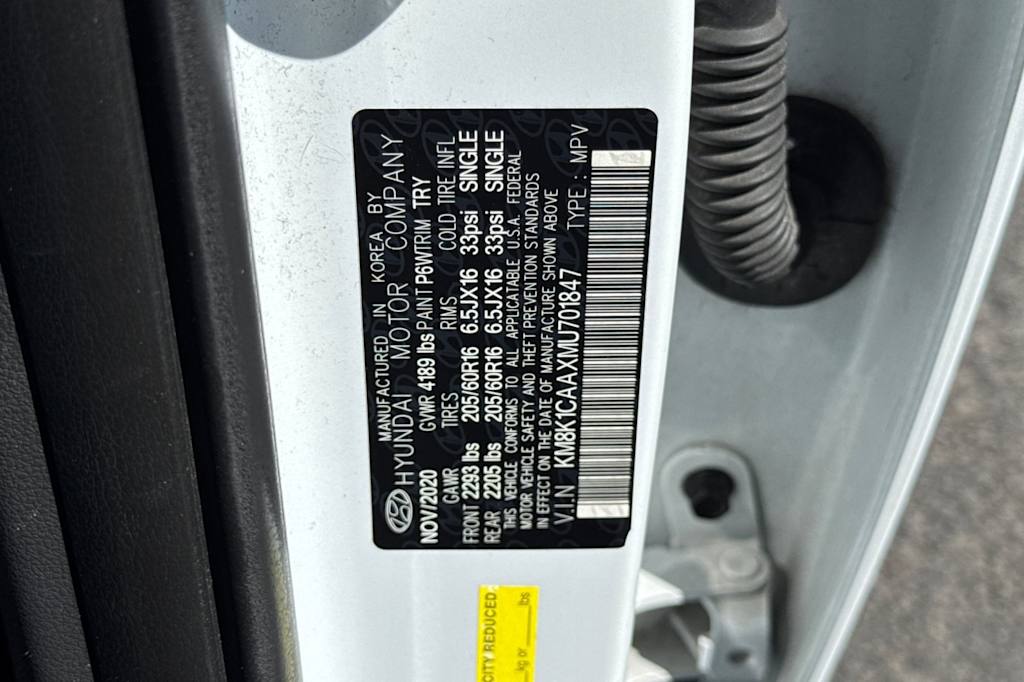 MANUFACTURED IN KOREA BY
HYUNDAI MOTOR COMPANY
NOV/2020 GVWR 4189 lbs PAINT P6W TRIM TRY
GAWR TIRES RIMS COLD TIRE INFL
FRONT 2293 lbs 205/60R16 6.5JX16 33psi SINGLE
REAR 2205 lbs 205/60R16 6.5JX16 33psi SINGLE
THIS VEHICLE CONFORMS TO ALL APPLICABLE U.S.A. FEDERAL
MOTOR VEHICLE SAFETY AND THEFT PREVENTION STANDARDS
IN EFFECT ON THE DATE OF MANUFACTURE SHOWN ABOVE
V.I.N KM8K1CAAXMU701847 TYPE : MPV
CITY REDUCED:
kg or ____ lbs